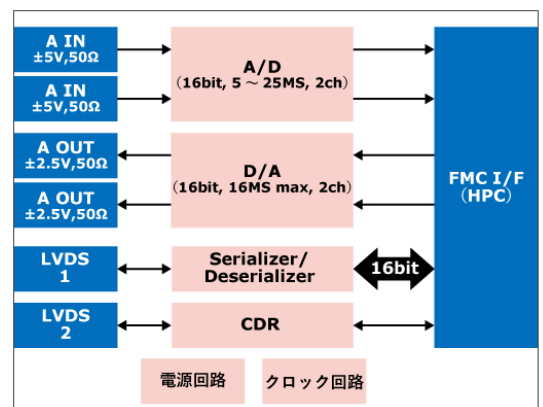 A IN
±5V,50Ω
A IN
±5V,50Ω
A/D
(16bit, 5 ～ 25MS, 2ch)
A OUT
±2.5V,50Ω
A OUT
±2.5V,50Ω
D/A
(16bit, 16MS max, 2ch)
FMC I/F
(HPC)
LVDS
1
Serializer/
Deserializer
16bit
LVDS
2
CDR
電源回路
クロック回路